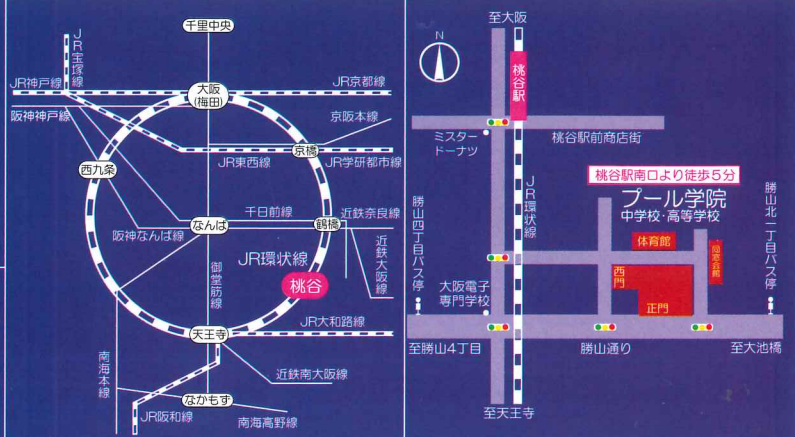 千里中央
JR宝塚線
JR神戸線
大阪
(梅田)
JR京都線
阪神神戸線
京阪本線
京橋
JR東西線
JR学研都市線
西九条
千日前線
近鉄奈良線
なんば
鶴橋
阪神なんば線
近鉄大阪線
JR環状線
御堂筋線
桃谷
天王寺
JR大和路線
南海本線
近鉄南大阪線
なかもず
JR阪和線
南海高野線
至大阪
N
桃谷駅
ミスター
ドーナツ
桃谷駅前商店街
桃谷駅南口より徒歩5分
プール学院
中学校・高等学校
JR環状線
勝山四丁目バス停
勝山北一丁目バス停
体育館
西門
正門
大阪電子
専門学校
至勝山4丁目
勝山通り
至大池橋
至天王寺